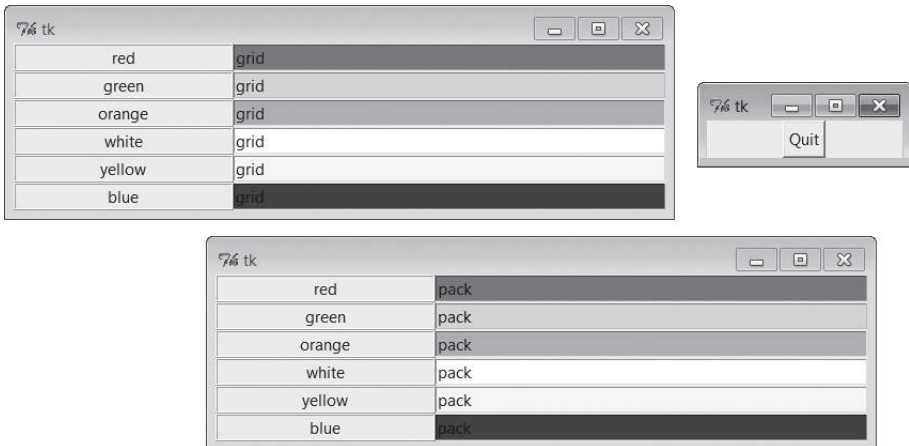 tk
red grid
green grid
orange grid
white grid
yellow grid
blue grid
tk
Quit
tk
red pack
green pack
orange pack
white pack
yellow pack
blue pack